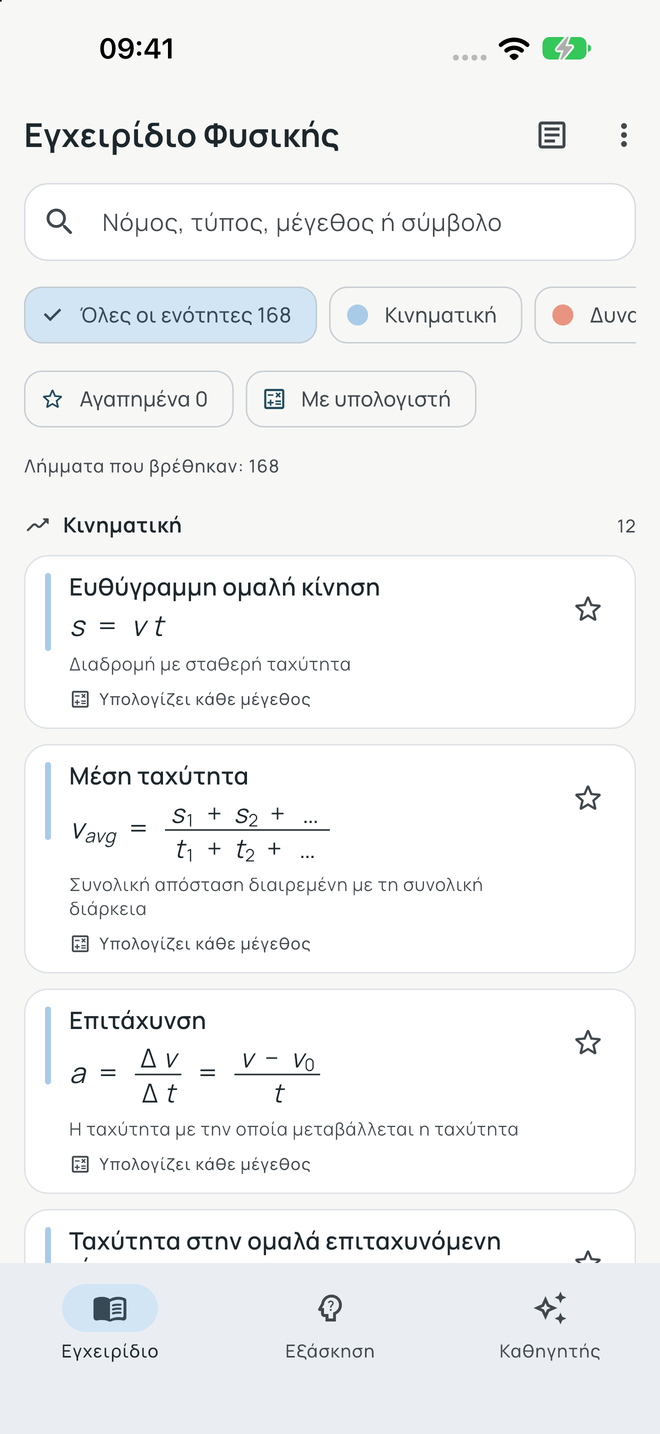 09:41
Εγχειρίδιο Φυσικής
Νόμος, τύπος, μέγεθος ή σύμβολο
Όλες οι ενότητες 168
Κινηματική
Αγαπημένα 0
Με υπολογιστή
Λήμματα που βρέθηκαν: 168
Κινηματική
12
Ευθύγραμμη ομαλή κίνηση
s = v t
Διαδρομή με σταθερή ταχύτητα
Υπολογίζει κάθε μέγεθος
Μέση ταχύτητα
v_avg = (s₁ + s₂ + …) / (t₁ + t₂ + …)
Συνολική απόσταση διαιρεμένη με τη συνολική
διάρκεια
Υπολογίζει κάθε μέγεθος
Επιτάχυνση
a = Δ v / Δ t = (v − v₀) / t
Η ταχύτητα με την οποία μεταβάλλεται η ταχύτητα
Υπολογίζει κάθε μέγεθος
Ταχύτητα στην ομαλά επιταχυνόμενη
Εγχειρίδιο
Εξάσκηση
Καθηγητής